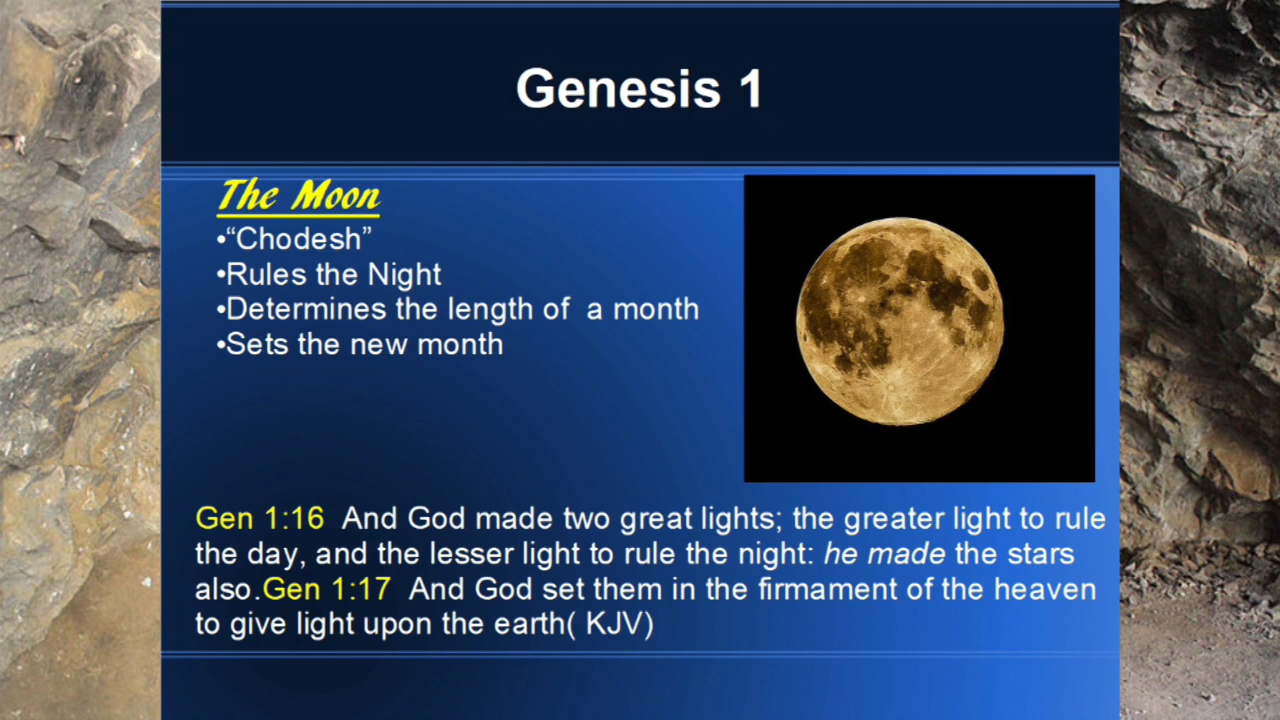 Genesis 1
The Moon
•“Chodesh”
•Rules the Night
•Determines the length of  a month
•Sets the new month
Gen 1:16  And God made two great lights; the greater light to rule
the day, and the lesser light to rule the night: he made the stars
also.Gen 1:17  And God set them in the firmament of the heaven
to give light upon the earth( KJV)